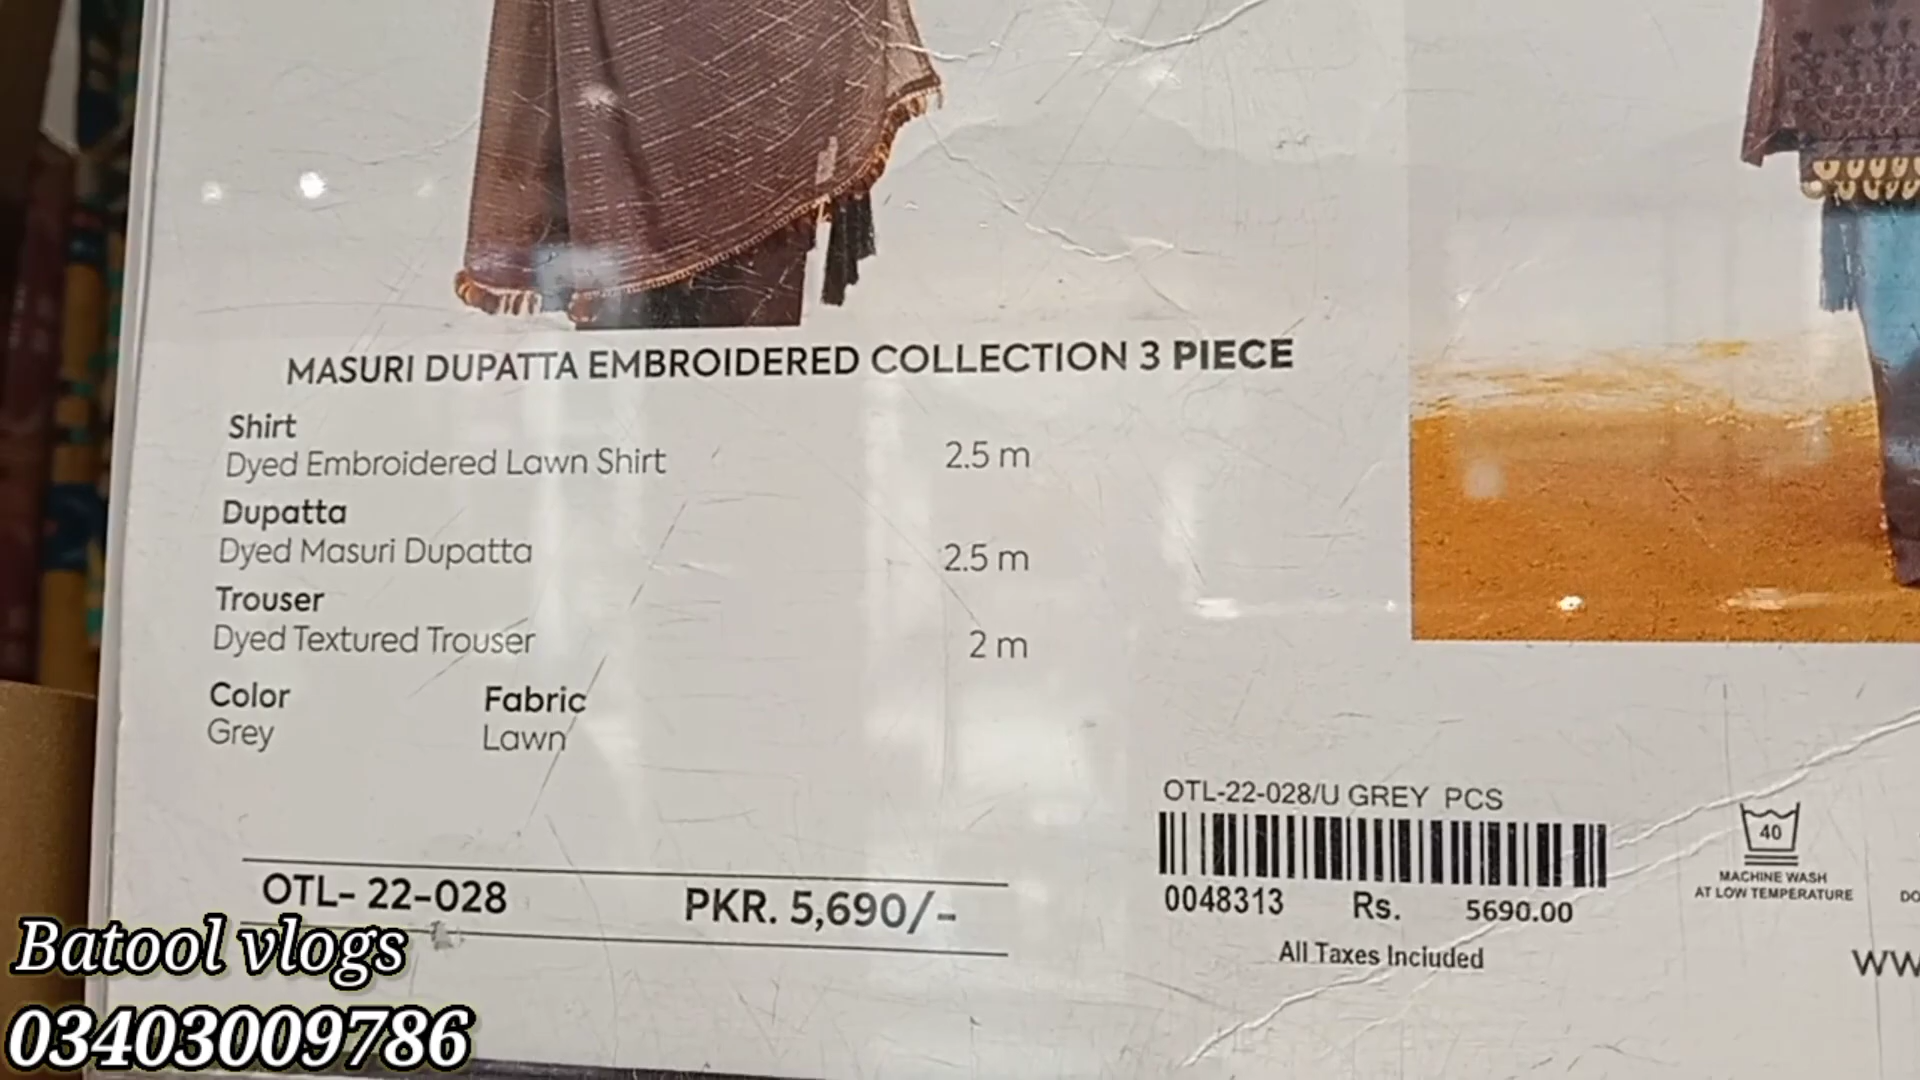 MASURI DUPATTA EMBROIDERED COLLECTION 3 PIECE
Shirt
Dyed Embroidered Lawn Shirt 2.5 m
Dupatta
Dyed Masuri Dupatta 2.5 m
Trouser
Dyed Textured Trouser 2 m
Color Fabric
Grey Lawn
OTL- 22-028 PKR. 5,690/-
OTL-22-028/U GREY PCS
0048313 Rs. 5690.00
All Taxes Included
40
MACHINE WASH
AT LOW TEMPERATURE
Batool vlogs
03403009786